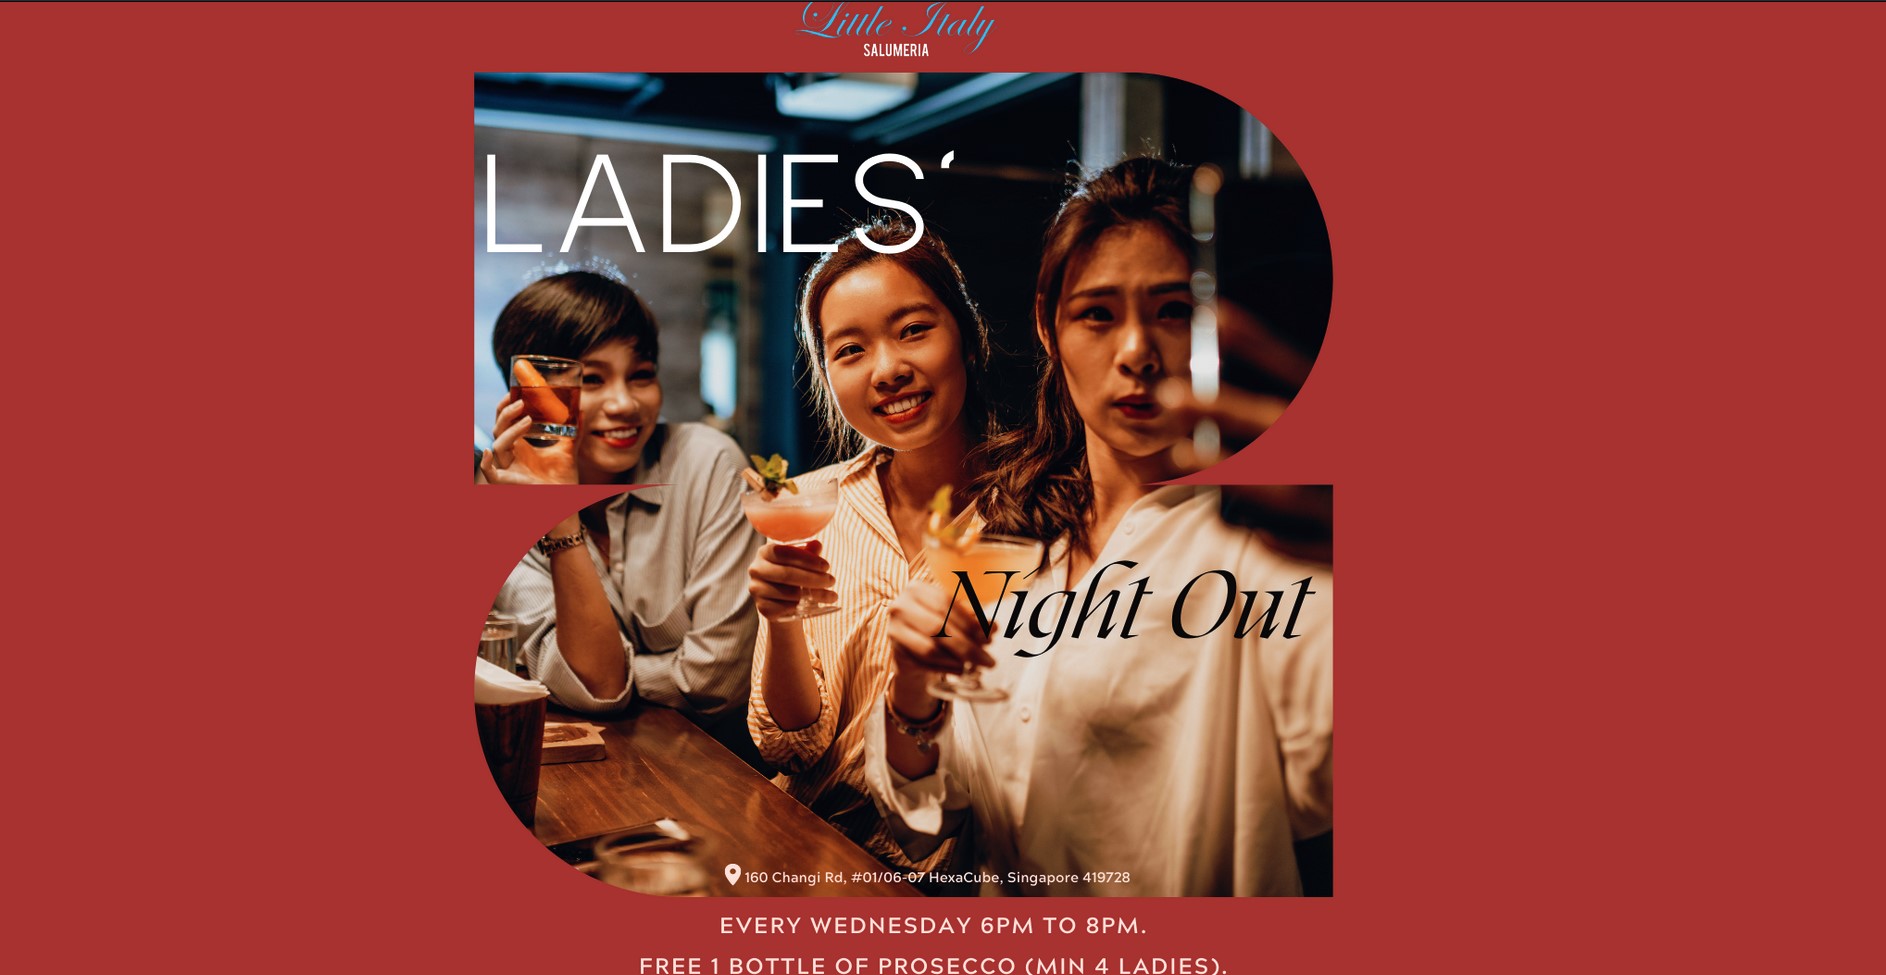 Little Italy
SALUMERIA
LADIES‘
Night Out
160 Changi Rd, #01/06-07 HexaCube, Singapore 419728
EVERY WEDNESDAY 6PM TO 8PM.
FREE 1 BOTTLE OF PROSECCO (MIN 4 LADIES).